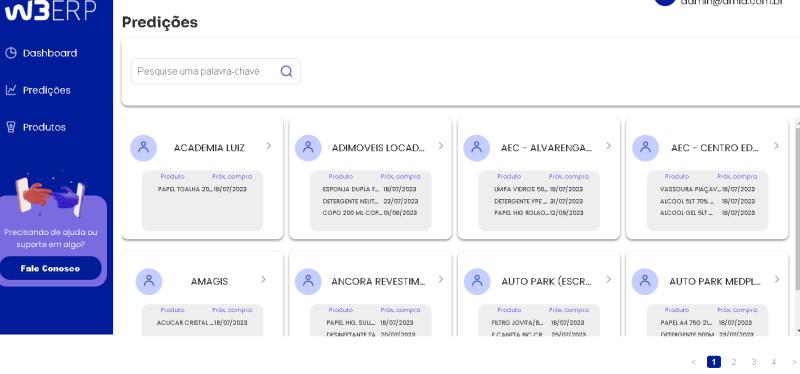 W3ERP
admin@alma.com.br
Predições
Dashboard
Predições
Produtos
Precisando de ajuda ou
suporte em algo?
Fale Conosco
Pesquise uma palavra-chave
ACADEMIA LUIZ
Produto Próx. compra
PAPEL TOALHA 20... 18/07/2023
ADIMOVEIS LOCAD...
Produto Próx. compra
ESPONJA DUPLA F... 18/07/2023
DETERGENTE NEUT... 23/07/2023
COPO 200 ML COP... 01/08/2023
AEC - ALVARENGA...
Produto Próx. compra
LIMPA VIDROS 50... 18/07/2023
DETERGENTE YPE ... 31/07/2023
PAPEL HIG ROLAO... 12/09/2023
AEC - CENTRO ED...
Produto Próx. compra
VASSOURA PIAÇAV... 18/07/2023
ALCOOL 5LT 70% ... 18/07/2023
ALCOOL GEL 5LT ... 18/07/2023
AMAGIS
Produto Próx. compra
ACUCAR CRISTAL ... 18/07/2023
ANCORA REVESTIM...
Produto Próx. compra
PAPEL HIG. SULL... 18/07/2023
DESINFETANTE TA... 20/07/2023
AUTO PARK (ESCR...
Produto Próx. compra
FILTRO JOVITA/B... 18/07/2023
F CANETA INC CR... 25/07/2023
AUTO PARK MEDPL...
Produto Próx. compra
PAPEL A4 75G 21... 18/07/2023
DETERGENTE 500M... 23/07/2023
< 1 2 3 4 >